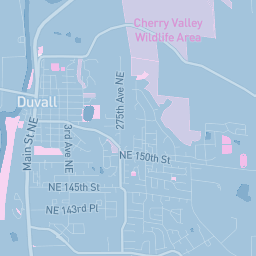 Cherry Valley
Wildlife Area
275th Ave NE
Duvall
Main St NE
3rd Ave NE
NE 150th St
NE 145th St
NE 143rd Pl